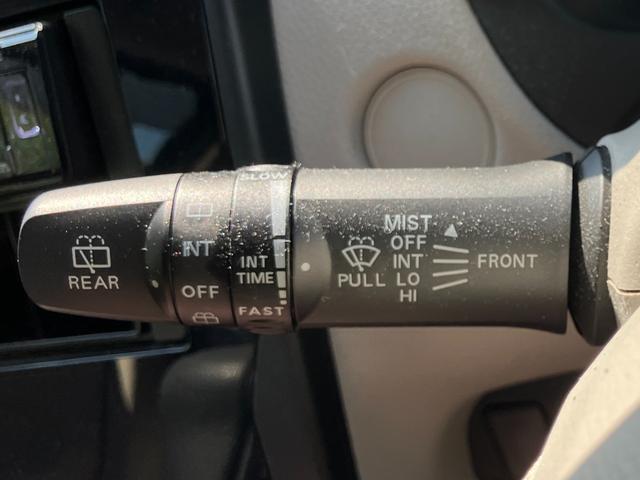 REAR
INT
OFF
SLOW
INT
TIME
FAST
PULL
MIST
OFF
INT
LO
HI
FRONT